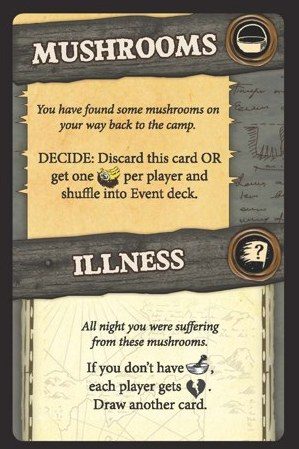 MUSHROOMS
You have found some mushrooms on
your way back to the camp.
DECIDE: Discard this card OR
get one per player and
shuffle into Event deck.
?
ILLNESS
All night you were suffering
from these mushrooms.
If you don't have ,
each player gets .
Draw another card.